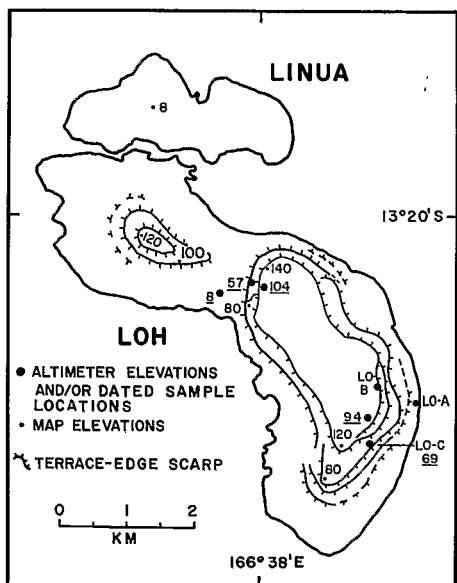 LINUA
8
13°20'S
120
100
140
57
104
8
80
LOH
LO-
B
LO-A
94
120
LO-C
69
80
● ALTIMETER ELEVATIONS
AND/OR DATED SAMPLE
LOCATIONS
• MAP ELEVATIONS
TERRACE-EDGE SCARP
0 1 2
KM
166°38'E